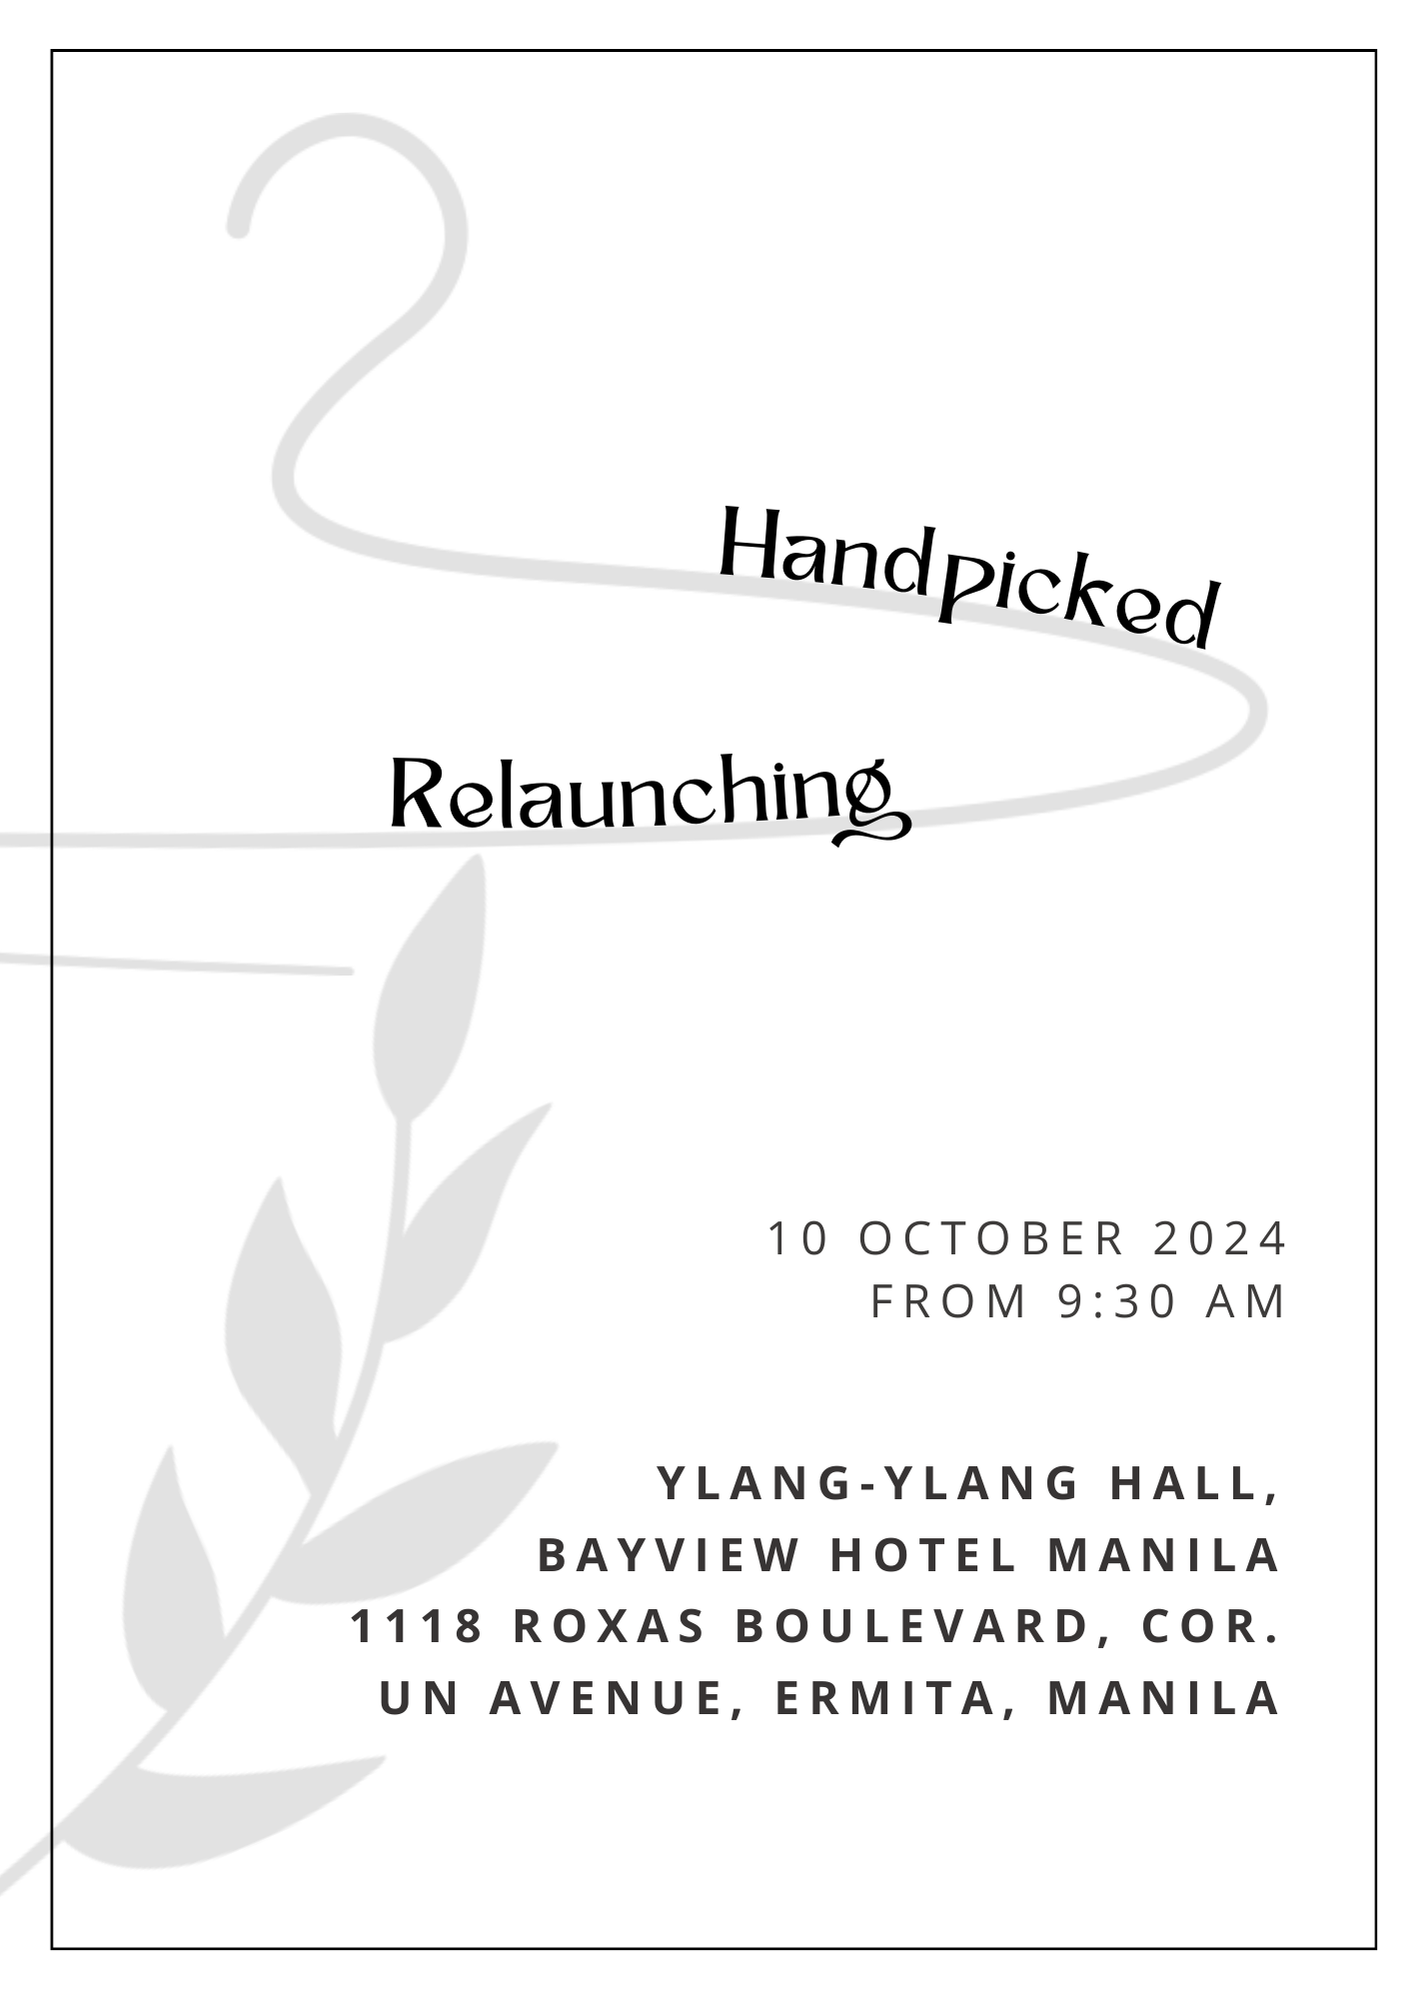 Handpicked
Relaunching
10 OCTOBER 2024
FROM 9:30 AM
YLANG-YLANG HALL,
BAYVIEW HOTEL MANILA
1118 ROXAS BOULEVARD, COR.
UN AVENUE, ERMITA, MANILA